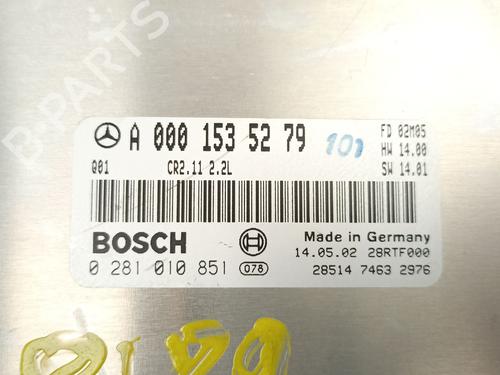 A 000 153 52 79
101
FD 02M05
HW 14.00
SW 14.01
Q01 CR2.11 2.2L
BOSCH
Made in Germany
0 281 010 851 078
14.05.02 28RTF000
28514 7463 2976
B-PARTS